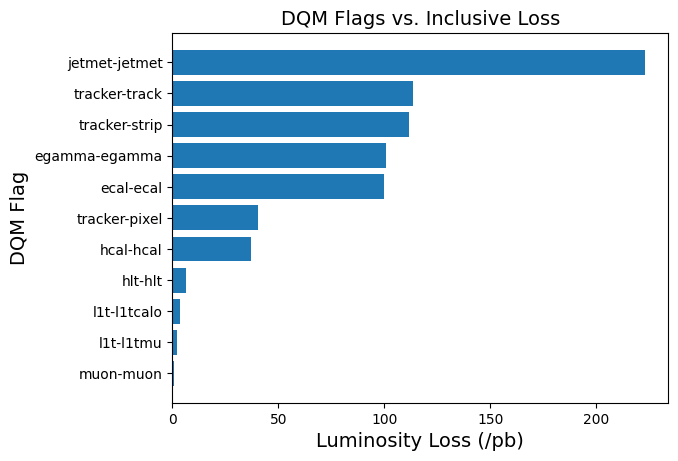 DQM Flags vs. Inclusive Loss
DQM Flag
jetmet-jetmet
tracker-track
tracker-strip
egamma-egamma
ecal-ecal
tracker-pixel
hcal-hcal
hlt-hlt
l1t-l1tcalo
l1t-l1tmu
muon-muon
0 50 100 150 200
Luminosity Loss (/pb)